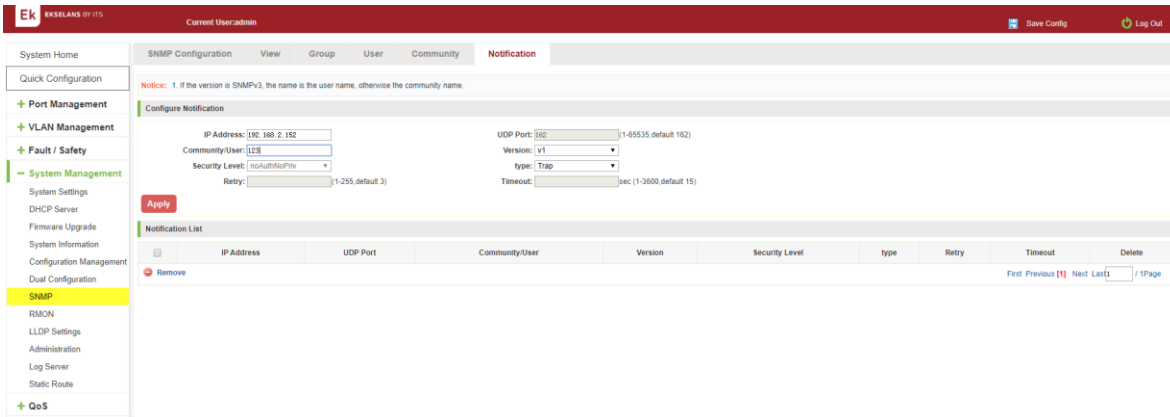 Ek EKSELANS BY ITS
Current User:admin
Save Config
Log Out
System Home
Quick Configuration
+ Port Management
+ VLAN Management
+ Fault / Safety
− System Management
System Settings
DHCP Server
Firmware Upgrade
System Information
Configuration Management
Dual Configuration
SNMP
RMON
LLDP Settings
Administration
Log Server
Static Route
+ QoS
SNMP Configuration View Group User Community Notification
Notice: 1. If the version is SNMPv3, the name is the user name, otherwise the community name.
Configure Notification
IP Address: 192.168.2.152 UDP Port: 162 (1-65535,default 162)
Community/User: 123 Version: v1
Security Level: noAuthNoPriv type: Trap
Retry: (1-255,default 3) Timeout: sec (1-3600,default 15)
Apply
Notification List
IP Address UDP Port Community/User Version Security Level type Retry Timeout Delete
Remove First Previous [1] Next Last 1 / 1Page